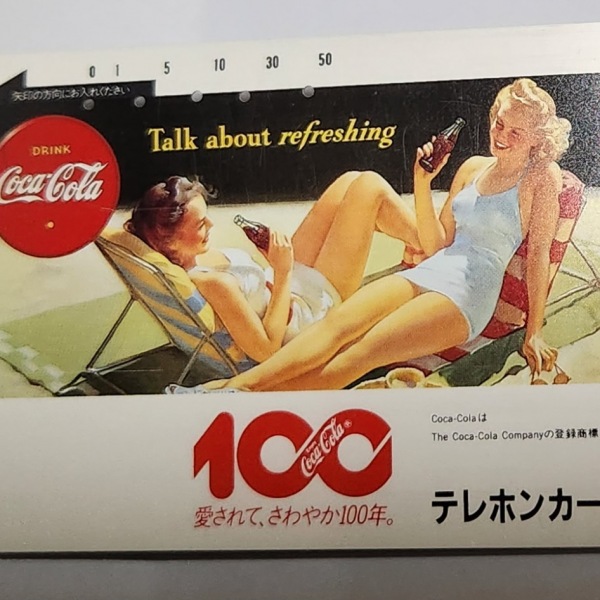 0 1 5 10 30 50
矢印の方向にお入れください
Talk about refreshing
DRINK
Coca-Cola
100
Coca-Cola
愛されて、さわやか100年。
Coca-Colaは
The Coca-Cola Companyの登録商標
テレホンカー